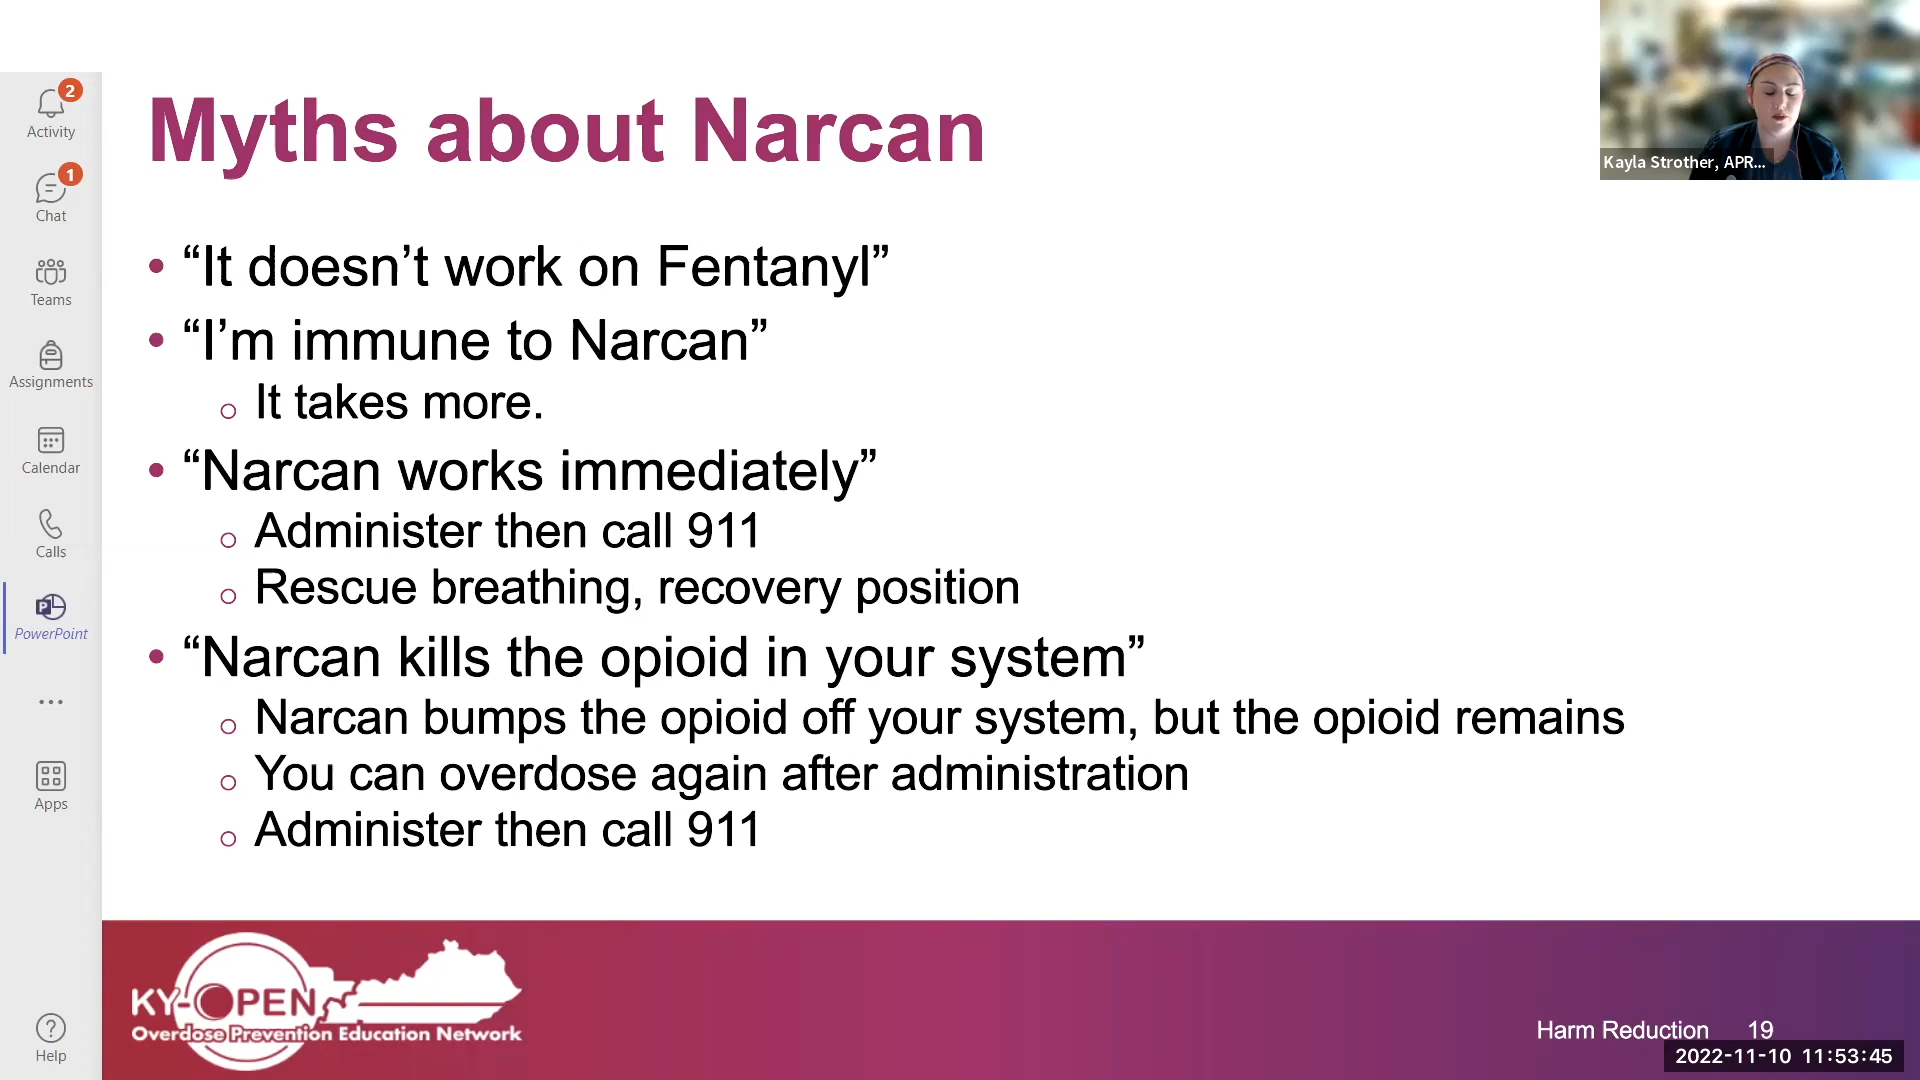 2
Activity
1
Chat
Teams
Assignments
Calendar
Calls
PowerPoint
Apps
Help
Myths about Narcan
• “It doesn’t work on Fentanyl”
• “I’m immune to Narcan”
o It takes more.
• “Narcan works immediately”
o Administer then call 911
o Rescue breathing, recovery position
• “Narcan kills the opioid in your system”
o Narcan bumps the opioid off your system, but the opioid remains
o You can overdose again after administration
o Administer then call 911
Kayla Strother, APR...
KY-OPEN
Overdose Prevention Education Network
Harm Reduction 19
2022-11-10 11:53:45